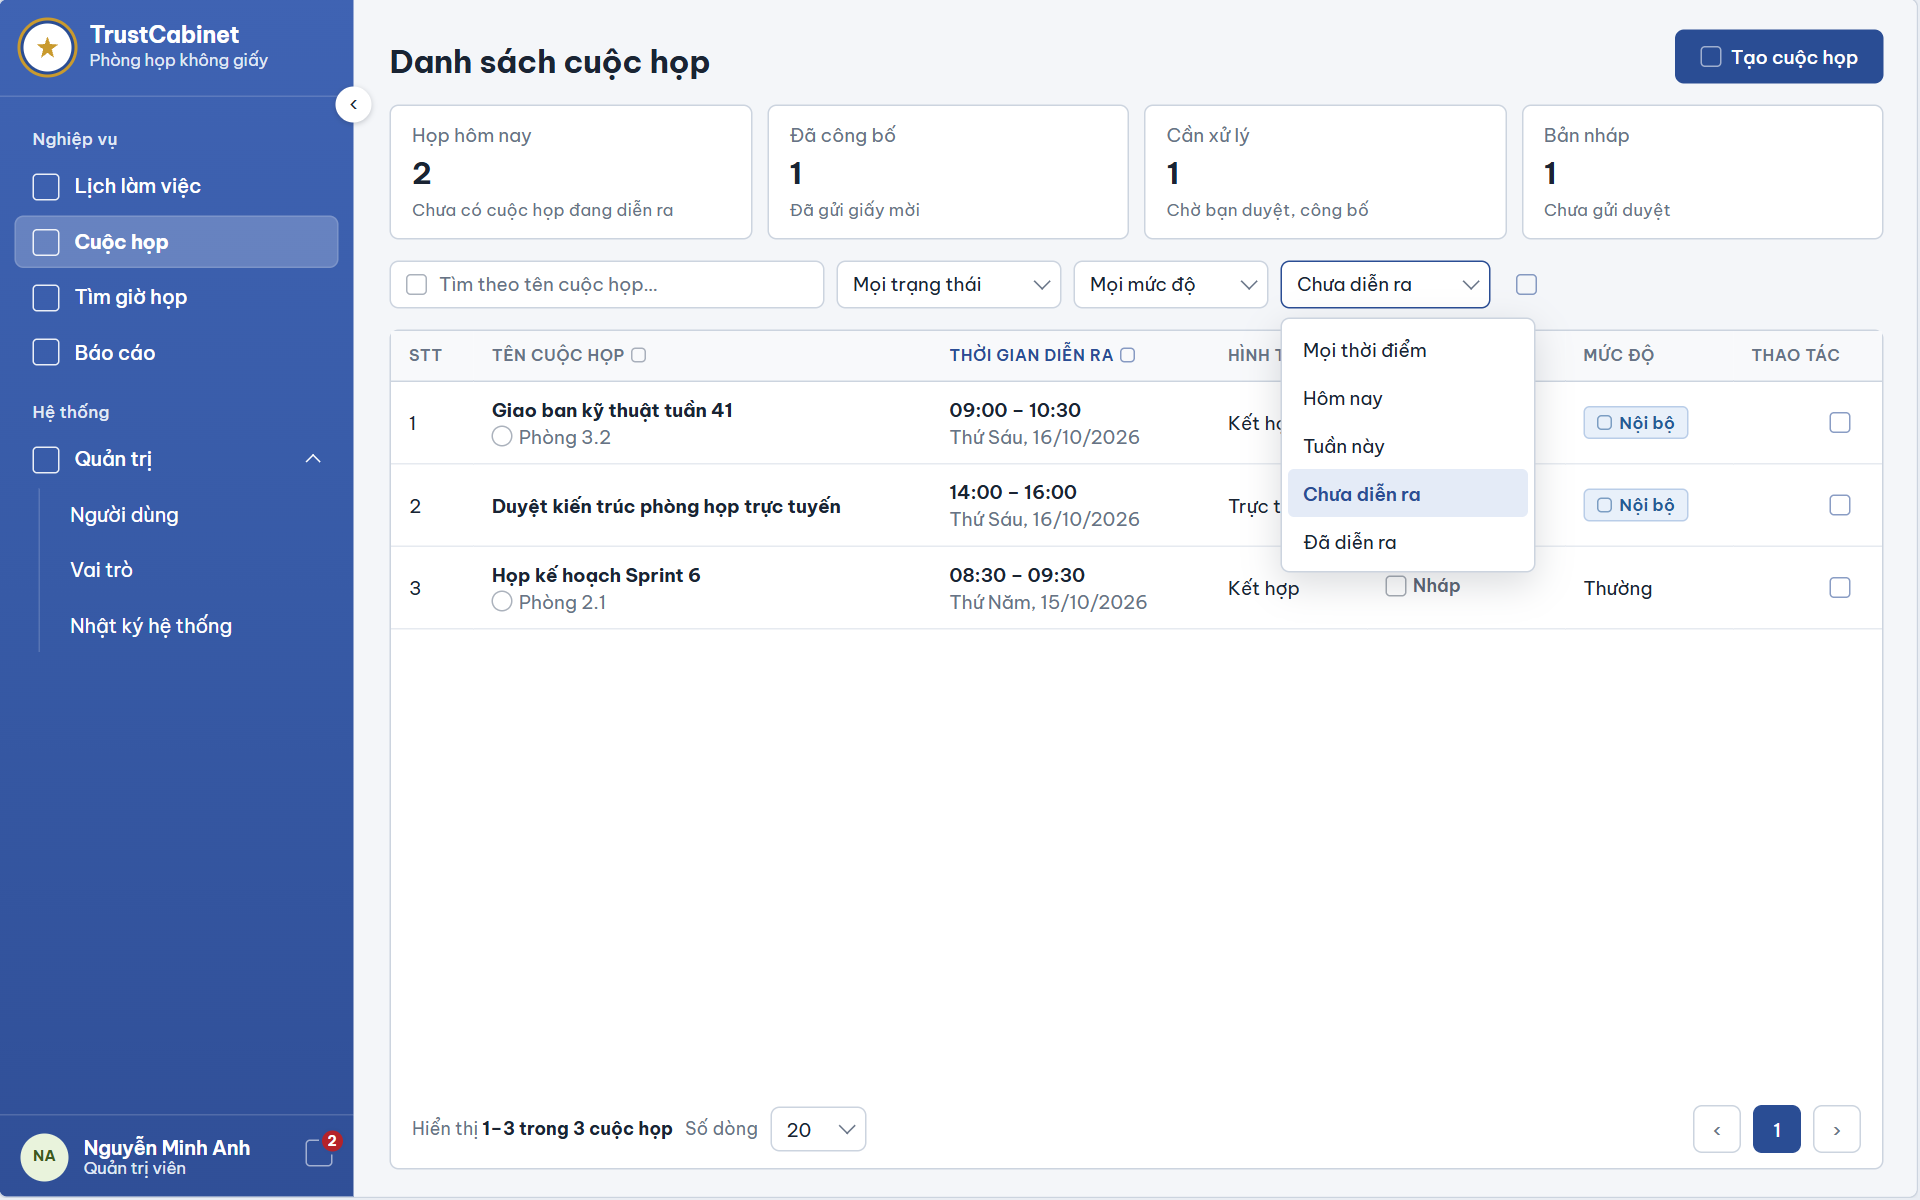 TrustCabinet
Phòng họp không giấy
Nghiệp vụ
Lịch làm việc
Cuộc họp
Tìm giờ họp
Báo cáo
Hệ thống
Quản trị
Người dùng
Vai trò
Nhật ký hệ thống
NA
Nguyễn Minh Anh
Quản trị viên
2
Danh sách cuộc họp
Tạo cuộc họp
Họp hôm nay
2
Chưa có cuộc họp đang diễn ra
Đã công bố
1
Đã gửi giấy mời
Cần xử lý
1
Chờ bạn duyệt, công bố
Bản nháp
1
Chưa gửi duyệt
Tìm theo tên cuộc họp...
Mọi trạng thái
Mọi mức độ
Chưa diễn ra
Mọi thời điểm
Hôm nay
Tuần này
Chưa diễn ra
Đã diễn ra
STT TÊN CUỘC HỌP THỜI GIAN DIỄN RA HÌNH MỨC ĐỘ THAO TÁC
1 Giao ban kỹ thuật tuần 41 09:00 – 10:30 Kết Nội bộ
Phòng 3.2 Thứ Sáu, 16/10/2026
2 Duyệt kiến trúc phòng họp trực tuyến 14:00 – 16:00 Trực Nội bộ
Thứ Sáu, 16/10/2026
3 Họp kế hoạch Sprint 6 08:30 – 09:30 Kết hợp Nháp Thường
Phòng 2.1 Thứ Năm, 15/10/2026
Hiển thị 1–3 trong 3 cuộc họp Số dòng 20
‹ 1 ›